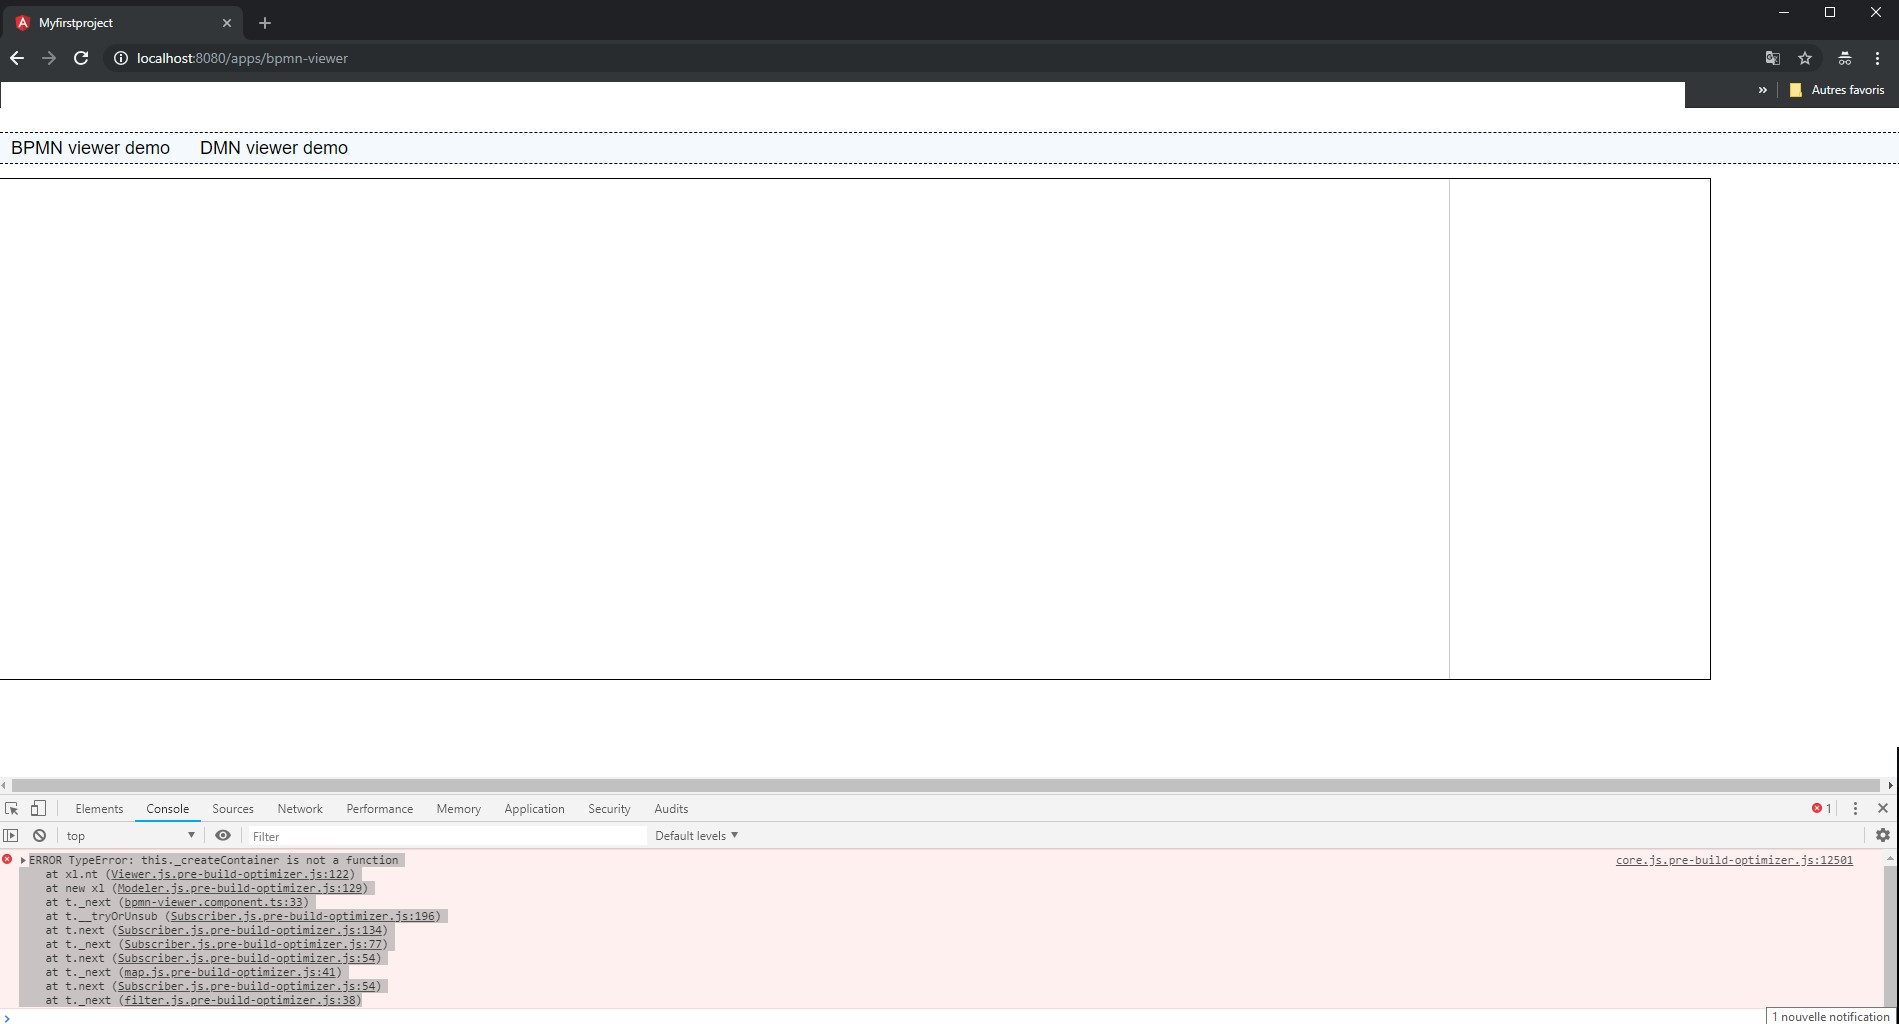 Myfirstproject
localhost:8080/apps/bpmn-viewer
» Autres favoris
BPMN viewer demo DMN viewer demo
Elements Console Sources Network Performance Memory Application Security Audits 1
top Filter Default levels
ERROR TypeError: this._createContainer is not a function core.js.pre-build-optimizer.js:12501
at xl.nt (Viewer.js.pre-build-optimizer.js:122)
at new xl (Modeler.js.pre-build-optimizer.js:129)
at t._next (bpmn-viewer.component.ts:33)
at t.__tryOrUnsub (Subscriber.js.pre-build-optimizer.js:196)
at t.next (Subscriber.js.pre-build-optimizer.js:134)
at t._next (Subscriber.js.pre-build-optimizer.js:77)
at t.next (Subscriber.js.pre-build-optimizer.js:54)
at t._next (map.js.pre-build-optimizer.js:41)
at t.next (Subscriber.js.pre-build-optimizer.js:54)
at t._next (filter.js.pre-build-optimizer.js:38)
1 nouvelle notification